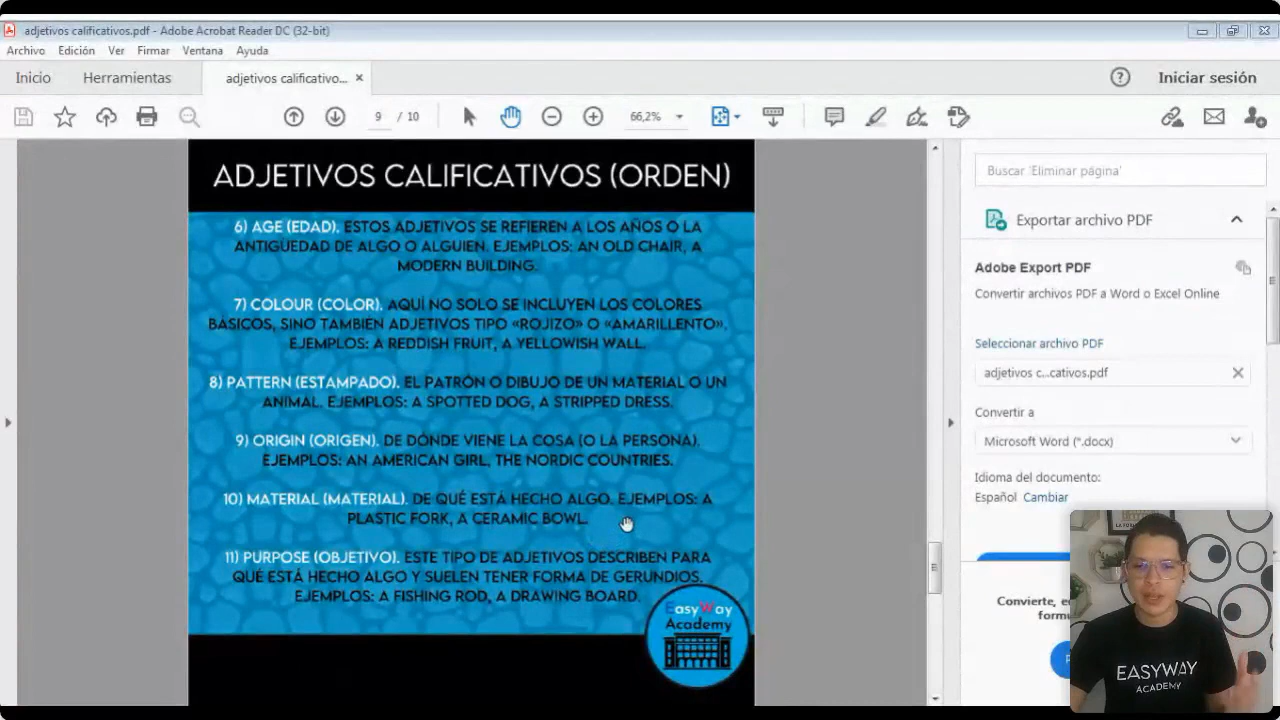 adjetivos calificativos.pdf - Adobe Acrobat Reader DC (32-bit)
Archivo Edición Ver Firmar Ventana Ayuda
Inicio Herramientas adjetivos calificativo... × Iniciar sesión
9 / 10 66,2%
ADJETIVOS CALIFICATIVOS (ORDEN)
6) AGE (EDAD). ESTOS ADJETIVOS SE REFIEREN A LOS AÑOS O LA
ANTIGÜEDAD DE ALGO O ALGUIEN. EJEMPLOS: AN OLD CHAIR, A
MODERN BUILDING.
7) COLOUR (COLOR). AQUÍ NO SOLO SE INCLUYEN LOS COLORES
BÁSICOS, SINO TAMBIÉN ADJETIVOS TIPO «ROJIZO» O «AMARILLENTO».
EJEMPLOS: A REDDISH FRUIT, A YELLOWISH WALL.
8) PATTERN (ESTAMPADO). EL PATRÓN O DIBUJO DE UN MATERIAL O UN
ANIMAL. EJEMPLOS: A SPOTTED DOG, A STRIPPED DRESS.
9) ORIGIN (ORIGEN). DE DÓNDE VIENE LA COSA (O LA PERSONA).
EJEMPLOS: AN AMERICAN GIRL, THE NORDIC COUNTRIES.
10) MATERIAL (MATERIAL). DE QUÉ ESTÁ HECHO ALGO. EJEMPLOS: A
PLASTIC FORK, A CERAMIC BOWL.
11) PURPOSE (OBJETIVO). ESTE TIPO DE ADJETIVOS DESCRIBEN PARA
QUÉ ESTÁ HECHO ALGO Y SUELEN TENER FORMA DE GERUNDIOS.
EJEMPLOS: A FISHING ROD, A DRAWING BOARD.
EasyWay
Academy
Buscar 'Eliminar página'
Exportar archivo PDF
Adobe Export PDF
Convertir archivos PDF a Word o Excel Online
Seleccionar archivo PDF
adjetivos c...cativos.pdf
Convertir a
Microsoft Word (*.docx)
Idioma del documento:
Español Cambiar
Convierte,
EASYWAY
ACADEMY